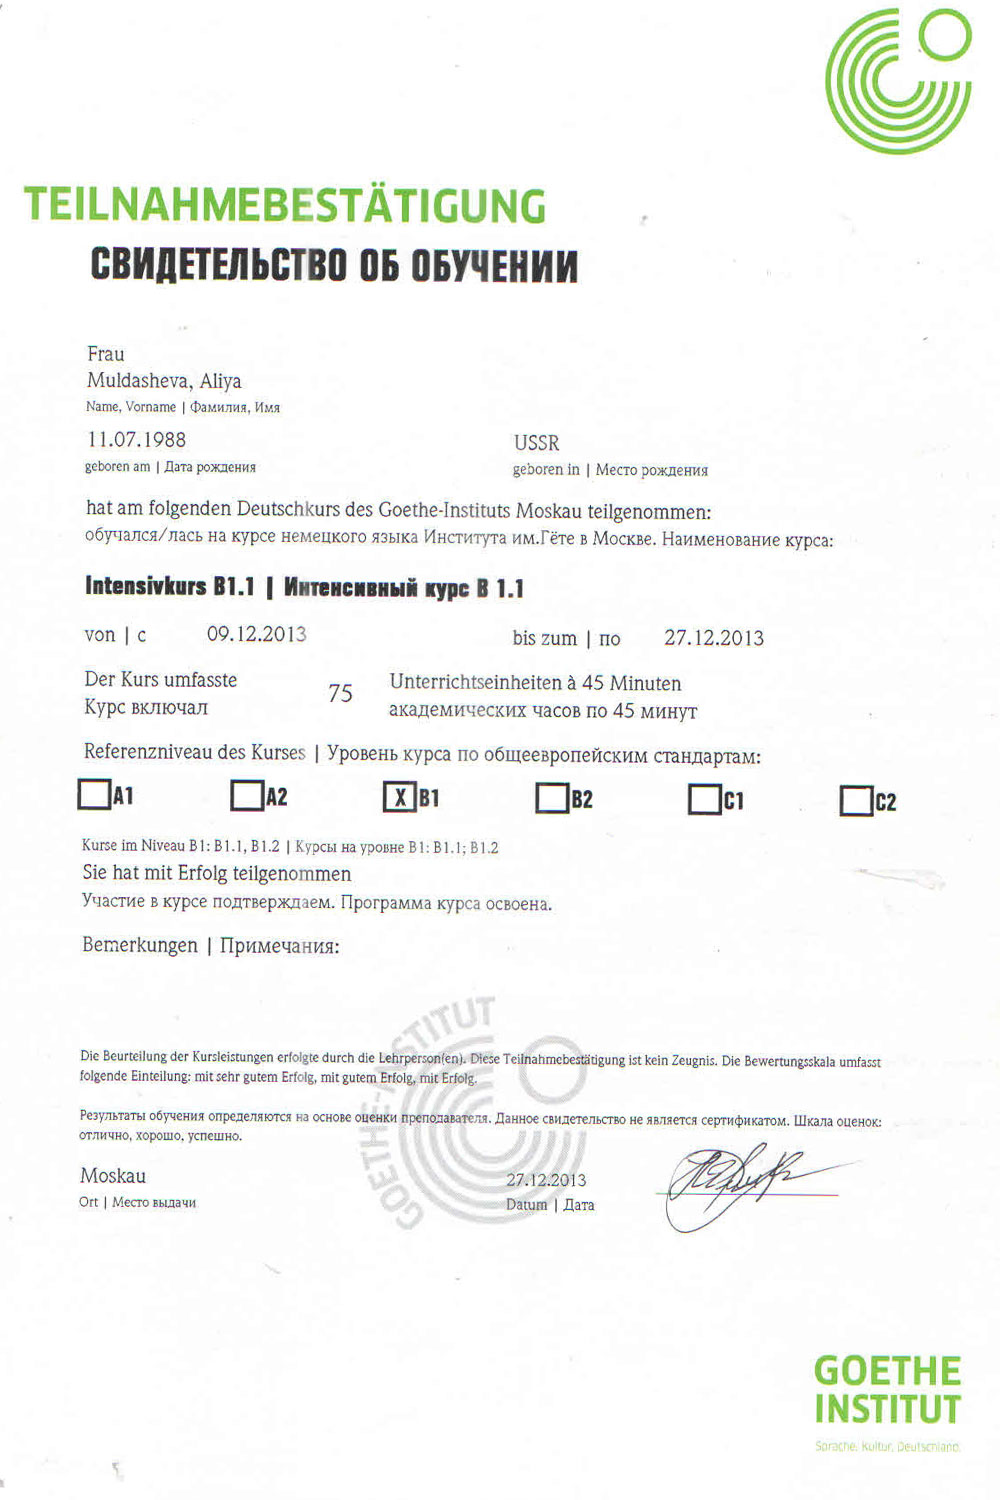 TEILNAHMEBESTÄTIGUNG
СВИДЕТЕЛЬСТВО ОБ ОБУЧЕНИИ
Frau
Muldasheva, Aliya
Name, Vorname | Фамилия, Имя
11.07.1988 USSR
geboren am | Дата рождения geboren in | Место рождения
hat am folgenden Deutschkurs des Goethe-Instituts Moskau teilgenommen:
обучался/лась на курсе немецкого языка Института им.Гёте в Москве. Наименование курса:
Intensivkurs B1.1 | Интенсивный курс B 1.1
von | с 09.12.2013 bis zum | по 27.12.2013
Der Kurs umfasste 75 Unterrichtseinheiten à 45 Minuten
Курс включал академических часов по 45 минут
Referenzniveau des Kurses | Уровень курса по общеевропейским стандартам:
A1 A2 X B1 B2 C1 C2
Kurse im Niveau B1: B1.1, B1.2 | Курсы на уровне B1: B1.1; B1.2
Sie hat mit Erfolg teilgenommen
Участие в курсе подтверждаем. Программа курса освоена.
Bemerkungen | Примечания:
GOETHE-INSTITUT
Die Beurteilung der Kursleistungen erfolgte durch die Lehrperson(en). Diese Teilnahmebestätigung ist kein Zeugnis. Die Bewertungsskala umfasst
folgende Einteilung: mit sehr gutem Erfolg, mit gutem Erfolg, mit Erfolg.
Результаты обучения определяются на основе оценки преподавателя. Данное свидетельство не является сертификатом. Шкала оценок:
отлично, хорошо, успешно.
Moskau 27.12.2013
Ort | Место выдачи Datum | Дата
GOETHE
INSTITUT
Sprache. Kultur. Deutschland.